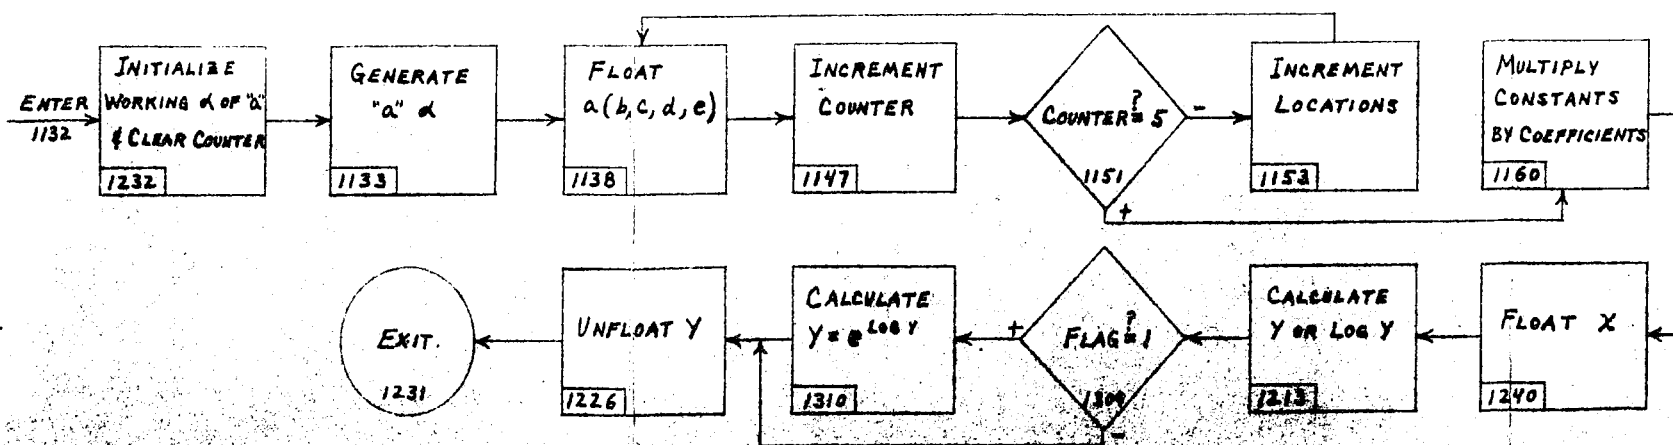 ENTER
1132
INITIALIZE
WORKING α OF "a"
& CLEAR COUNTER
1232
GENERATE
"a" α
1133
FLOAT
a(b,c,d,e)
1138
INCREMENT
COUNTER
1147
?
COUNTER = 5
-
1151
+
INCREMENT
LOCATIONS
1153
MULTIPLY
CONSTANTS
BY COEFFICIENTS
1160
FLOAT X
1240
CALCULATE
Y OR LOG Y
1213
?
FLAG = 1
+
-
CALCULATE
Y = e^LOG Y
1310
UNFLOAT Y
1226
EXIT.
1231